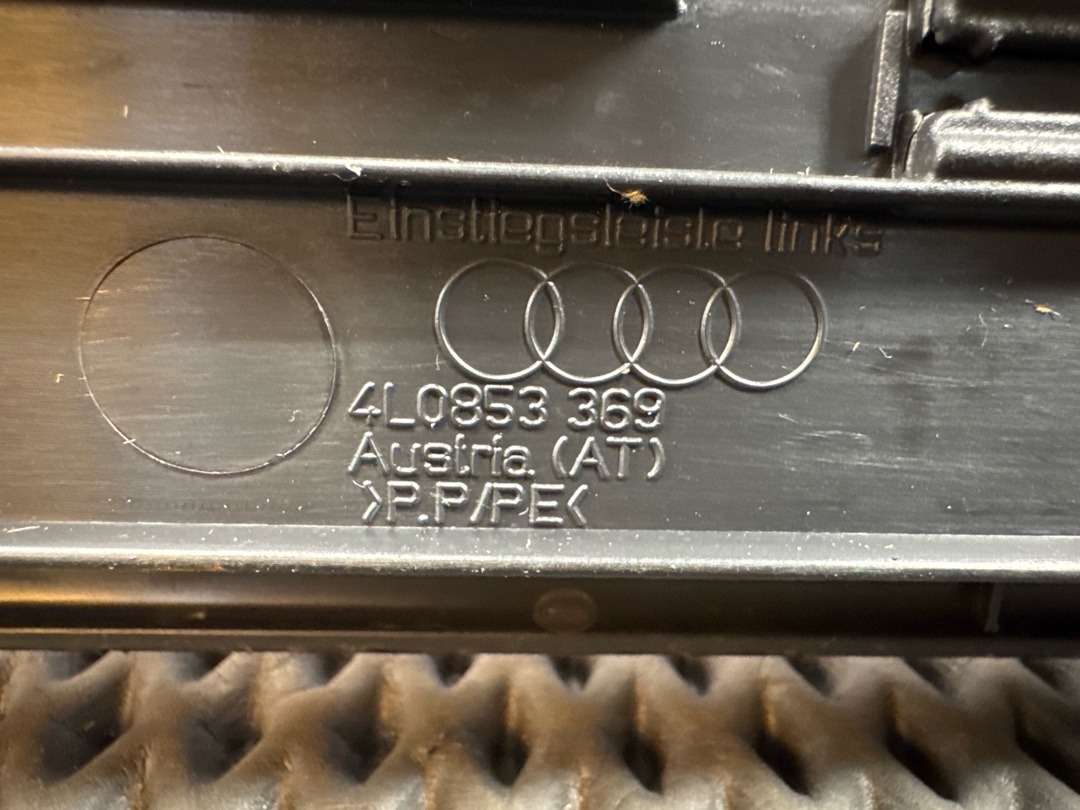 Einstiegsleiste links
4L0853 369
Austria (AT)
>P.P/PE<